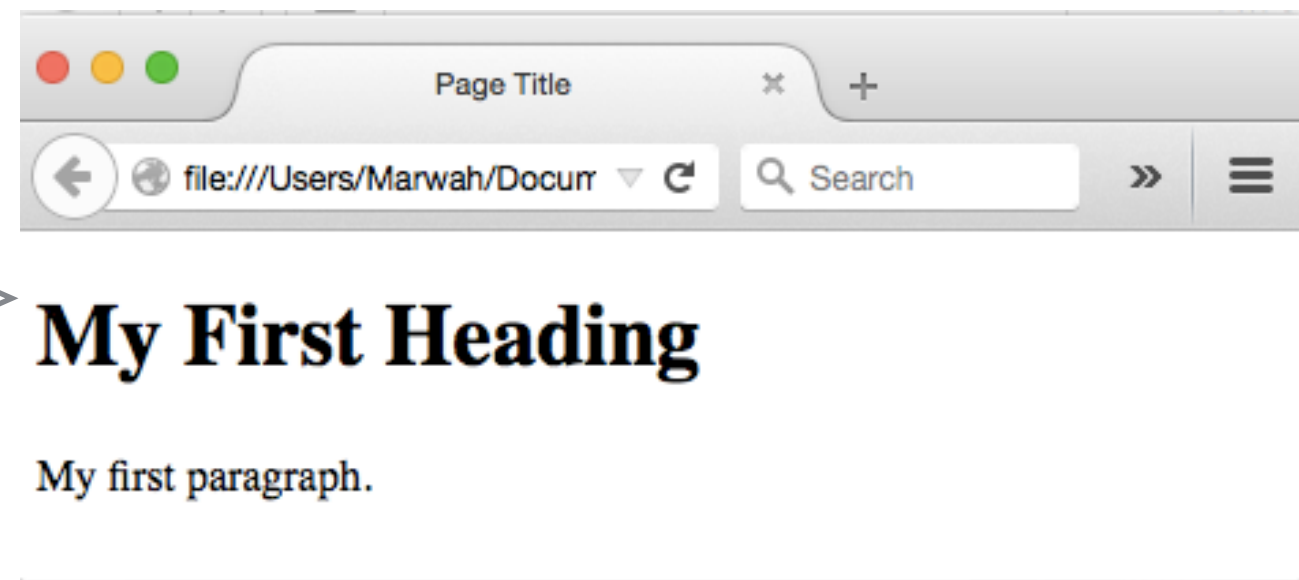 Page Title
file:///Users/Marwah/Docum
Search
My First Heading
My first paragraph.